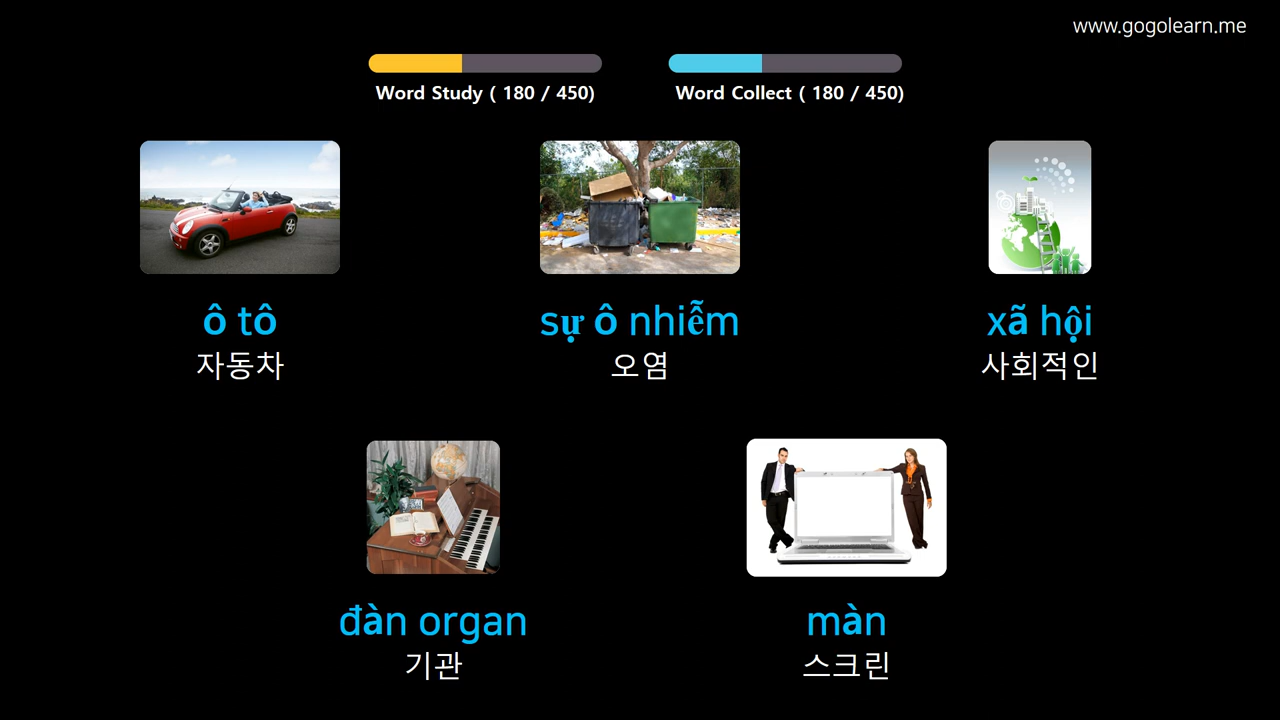 www.gogolearn.me
Word Study ( 180 / 450)
Word Collect ( 180 / 450)
ô tô
자동차
sự ô nhiễm
오염
xã hội
사회적인
đàn organ
기관
màn
스크린